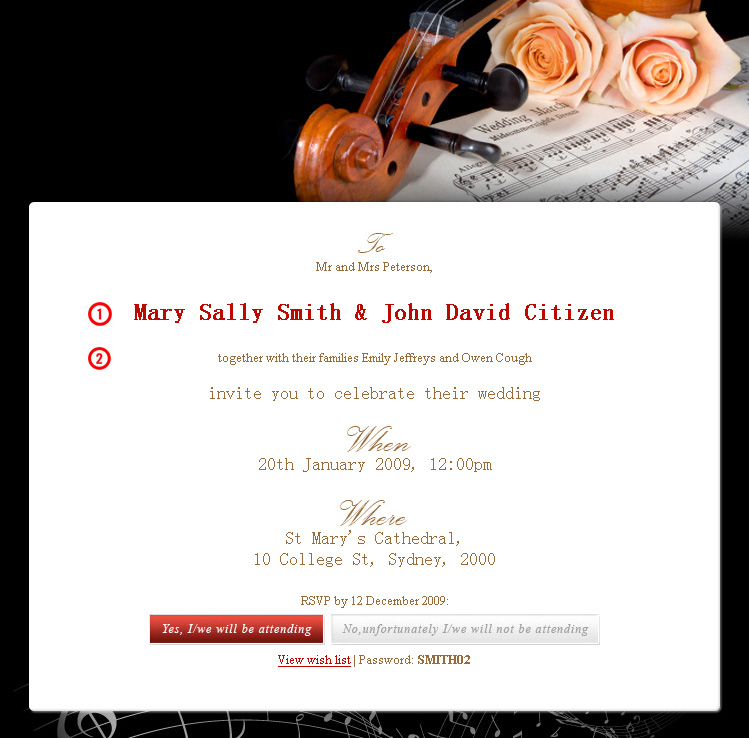 Wedding March
Midsummernight's Dream
Allegro
To
Mr and Mrs Peterson,
1 Mary Sally Smith & John David Citizen
2 together with their families Emily Jeffreys and Owen Cough
invite you to celebrate their wedding
When
20th January 2009, 12:00pm
Where
St Mary's Cathedral,
10 College St, Sydney, 2000
RSVP by 12 December 2009:
Yes, I/we will be attending No,unfortunately I/we will not be attending
View wish list | Password: SMITH02